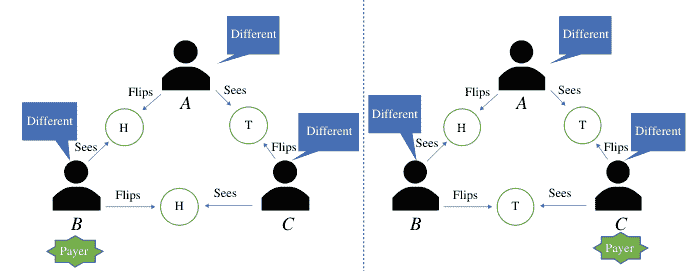 Different
Flips
Sees
A
Different
H
T
Different
Sees
Flips
Flips
H
Sees
B
C
Payer
Different
Flips
Sees
A
Different
H
T
Different
Sees
Flips
Flips
T
Sees
B
C
Payer